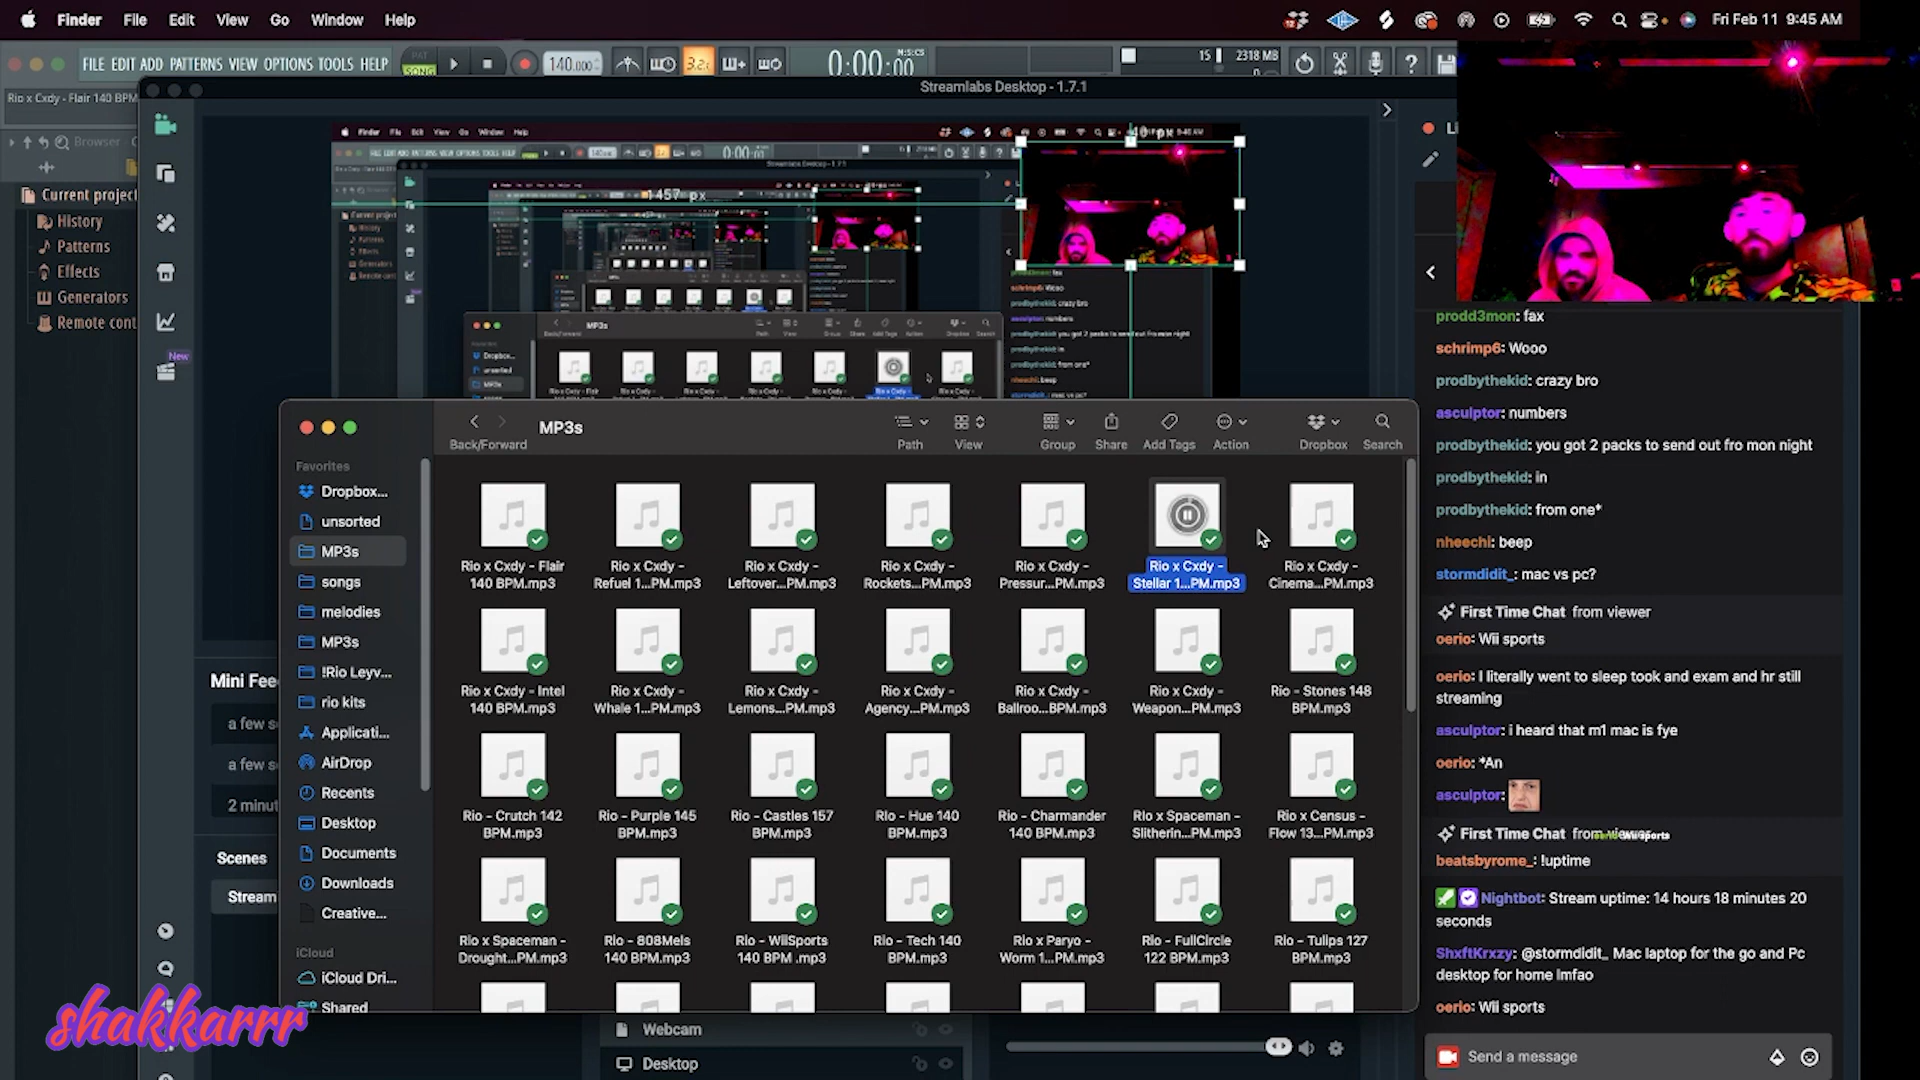 Finder File Edit View Go Window Help
Fri Feb 11 9:45 AM
FILE EDIT ADD PATTERNS VIEW OPTIONS TOOLS HELP
PAT
SONG
140.000
3.2
0:00:00
M:S:CS
15
2318 MB
0
Rio x Cxdy - Flair 140 BPM
Streamlabs Desktop - 1.7.1
Browser
Current project
History
Patterns
Effects
Generators
Remote cont
New
1457 px
MP3s
Back/Forward
Path
View
Group
Share
Add Tags
Action
Dropbox
Search
Favorites
Dropbox...
unsorted
MP3s
songs
melodies
MP3s
!Rio Leyv...
rio kits
Applicati...
AirDrop
Recents
Desktop
Documents
Downloads
Creative...
iCloud
iCloud Dri...
Shared
Rio x Cxdy - Flair 140 BPM.mp3
Rio x Cxdy - Refuel 1...PM.mp3
Rio x Cxdy - Leftover...PM.mp3
Rio x Cxdy - Rockets...PM.mp3
Rio x Cxdy - Pressur...PM.mp3
Rio x Cxdy - Stellar 1...PM.mp3
Rio x Cxdy - Cinema...PM.mp3
Rio x Cxdy - Intel 140 BPM.mp3
Rio x Cxdy - Whale 1...PM.mp3
Rio x Cxdy - Lemons...PM.mp3
Rio x Cxdy - Agency...PM.mp3
Rio x Cxdy - Ballroo...BPM.mp3
Rio x Cxdy - Weapon...PM.mp3
Rio - Stones 148 BPM.mp3
Rio - Crutch 142 BPM.mp3
Rio - Purple 145 BPM.mp3
Rio - Castles 157 BPM.mp3
Rio - Hue 140 BPM.mp3
Rio - Charmander 140 BPM.mp3
Rio x Spaceman - Slitherin...PM.mp3
Rio x Census - Flow 13...PM.mp3
Rio x Spaceman - Drought...PM.mp3
Rio - 808Mels 140 BPM.mp3
Rio - WiiSports 140 BPM .mp3
Rio - Tech 140 BPM.mp3
Rio x Paryo - Worm 1...PM.mp3
Rio - FullCircle 122 BPM.mp3
Rio - Tulips 127 BPM.mp3
Mini Fee
a few s
a few s
2 minut
Scenes
Stream
Webcam
Desktop
prodd3mon: fax
schrimp6: Wooo
prodbythekid: crazy bro
asculptor: numbers
prodbythekid: you got 2 packs to send out fro mon night
prodbythekid: in
prodbythekid: from one*
nheechi: beep
stormdidit_: mac vs pc?
First Time Chat from viewer
oerio: Wii sports
oerio: I literally went to sleep took and exam and hr still
streaming
asculptor: i heard that m1 mac is fye
oerio: *An
asculptor:
First Time Chat from viewer
oerio: Wii sports
beatsbyrome_: !uptime
Nightbot: Stream uptime: 14 hours 18 minutes 20
seconds
ShxftKrxzy: @stormdidit_ Mac laptop for the go and Pc
desktop for home lmfao
oerio: Wii sports
Send a message
shakkarrr